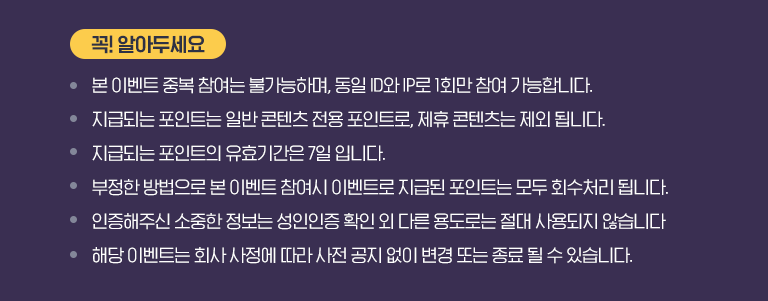 꼭! 알아두세요
본 이벤트 중복 참여는 불가능하며, 동일 ID와 IP로 1회만 참여 가능합니다.
지급되는 포인트는 일반 콘텐츠 전용 포인트로, 제휴 콘텐츠는 제외 됩니다.
지급되는 포인트의 유효기간은 7일 입니다.
부정한 방법으로 본 이벤트 참여시 이벤트로 지급된 포인트는 모두 회수처리 됩니다.
인증해주신 소중한 정보는 성인인증 확인 외 다른 용도로는 절대 사용되지 않습니다
해당 이벤트는 회사 사정에 따라 사전 공지 없이 변경 또는 종료 될 수 있습니다.